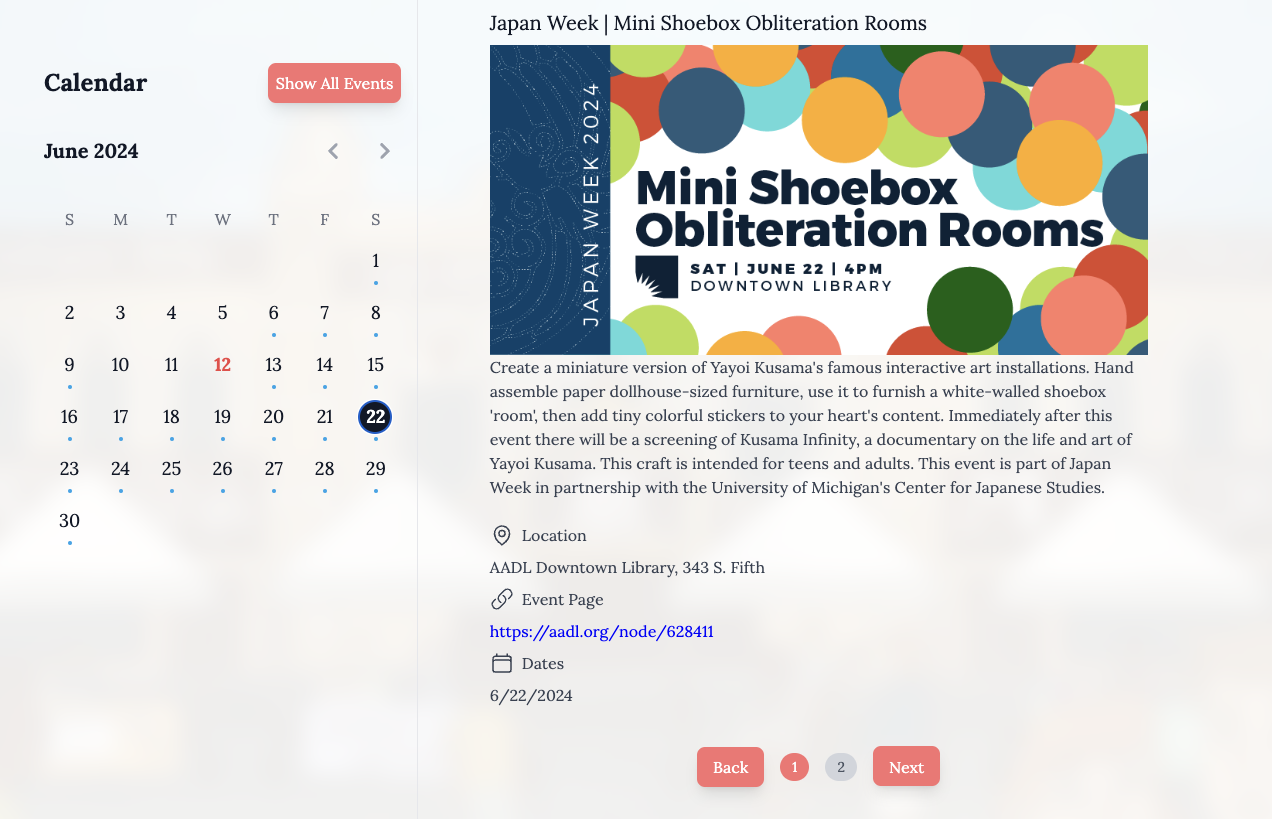 Calendar
Show All Events
June 2024
S M T W T F S
1
2 3 4 5 6 7 8
9 10 11 12 13 14 15
16 17 18 19 20 21 22
23 24 25 26 27 28 29
30
Japan Week | Mini Shoebox Obliteration Rooms
JAPAN WEEK 2024
Mini Shoebox
Obliteration Rooms
SAT | JUNE 22 | 4PM
DOWNTOWN LIBRARY
Create a miniature version of Yayoi Kusama's famous interactive art installations. Hand
assemble paper dollhouse-sized furniture, use it to furnish a white-walled shoebox
'room', then add tiny colorful stickers to your heart's content. Immediately after this
event there will be a screening of Kusama Infinity, a documentary on the life and art of
Yayoi Kusama. This craft is intended for teens and adults. This event is part of Japan
Week in partnership with the University of Michigan's Center for Japanese Studies.
Location
AADL Downtown Library, 343 S. Fifth
Event Page
https://aadl.org/node/628411
Dates
6/22/2024
Back 1 2 Next